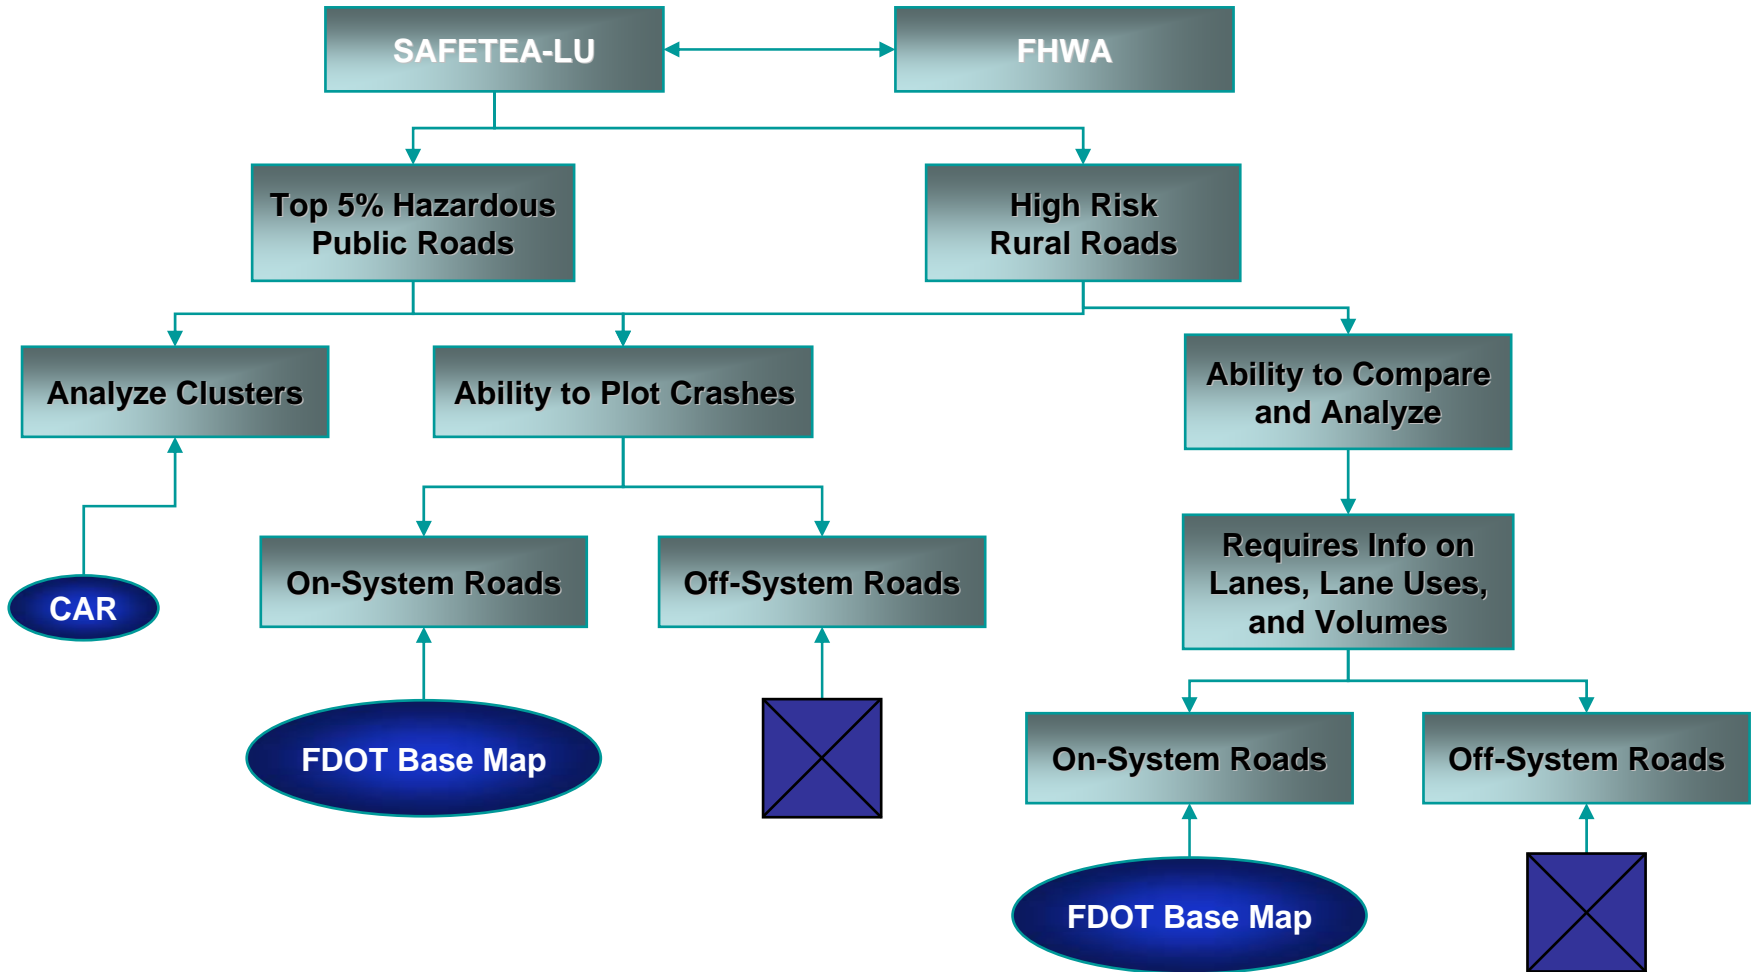 SAFETEA-LU
FHWA
Top 5% Hazardous
Public Roads
High Risk
Rural Roads
Analyze Clusters
Ability to Plot Crashes
Ability to Compare
and Analyze
On-System Roads
Off-System Roads
Requires Info on
Lanes, Lane Uses,
and Volumes
CAR
FDOT Base Map
On-System Roads
Off-System Roads
FDOT Base Map